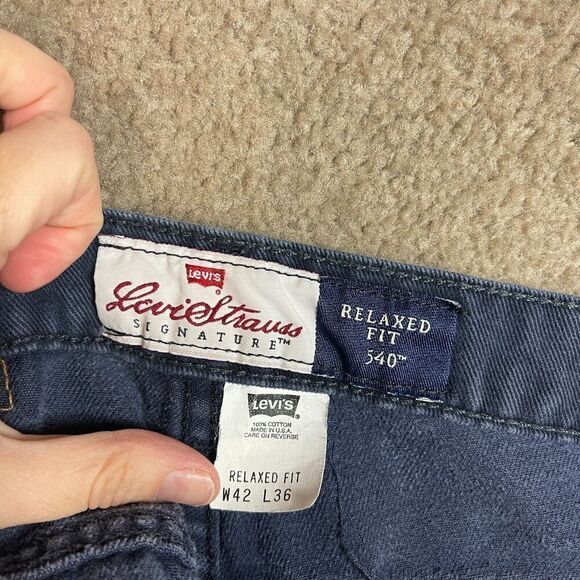 Levi's
®
Levi Strauss
SIGNATURE™
RELAXED
FIT
540™
LEVI'S
®
100% COTTON
MADE IN U.S.A.
CARE ON REVERSE
RELAXED FIT
W42 L36